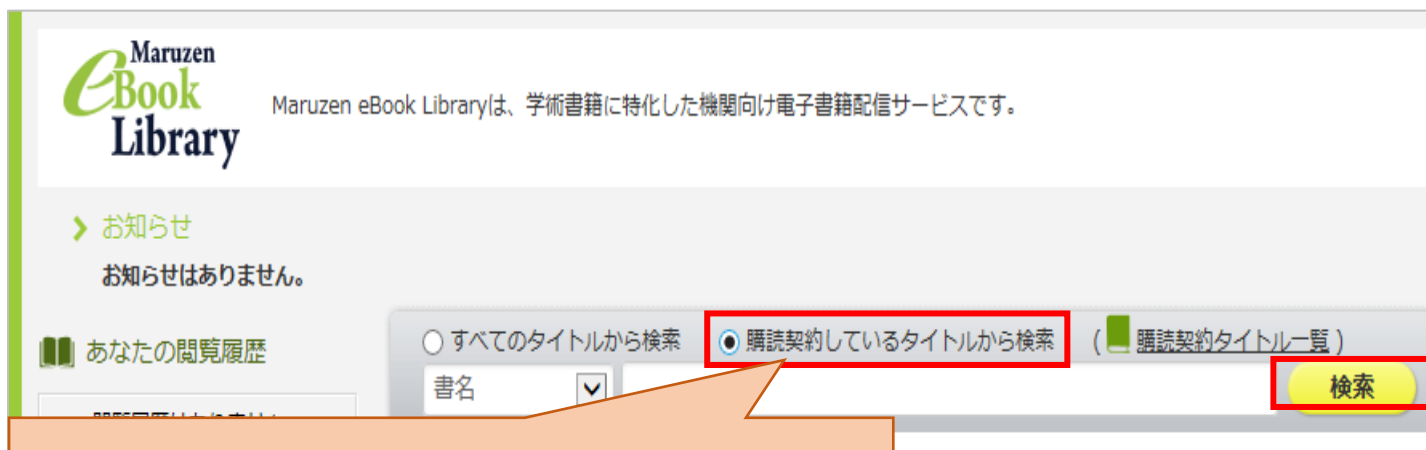 Maruzen
eBook
Library
Maruzen eBook Libraryは、学術書籍に特化した機関向け電子書籍配信サービスです。
お知らせ
お知らせはありません。
あなたの閲覧履歴
すべてのタイトルから検索 購読契約しているタイトルから検索 ( 購読契約タイトル一覧 )
書名 検索